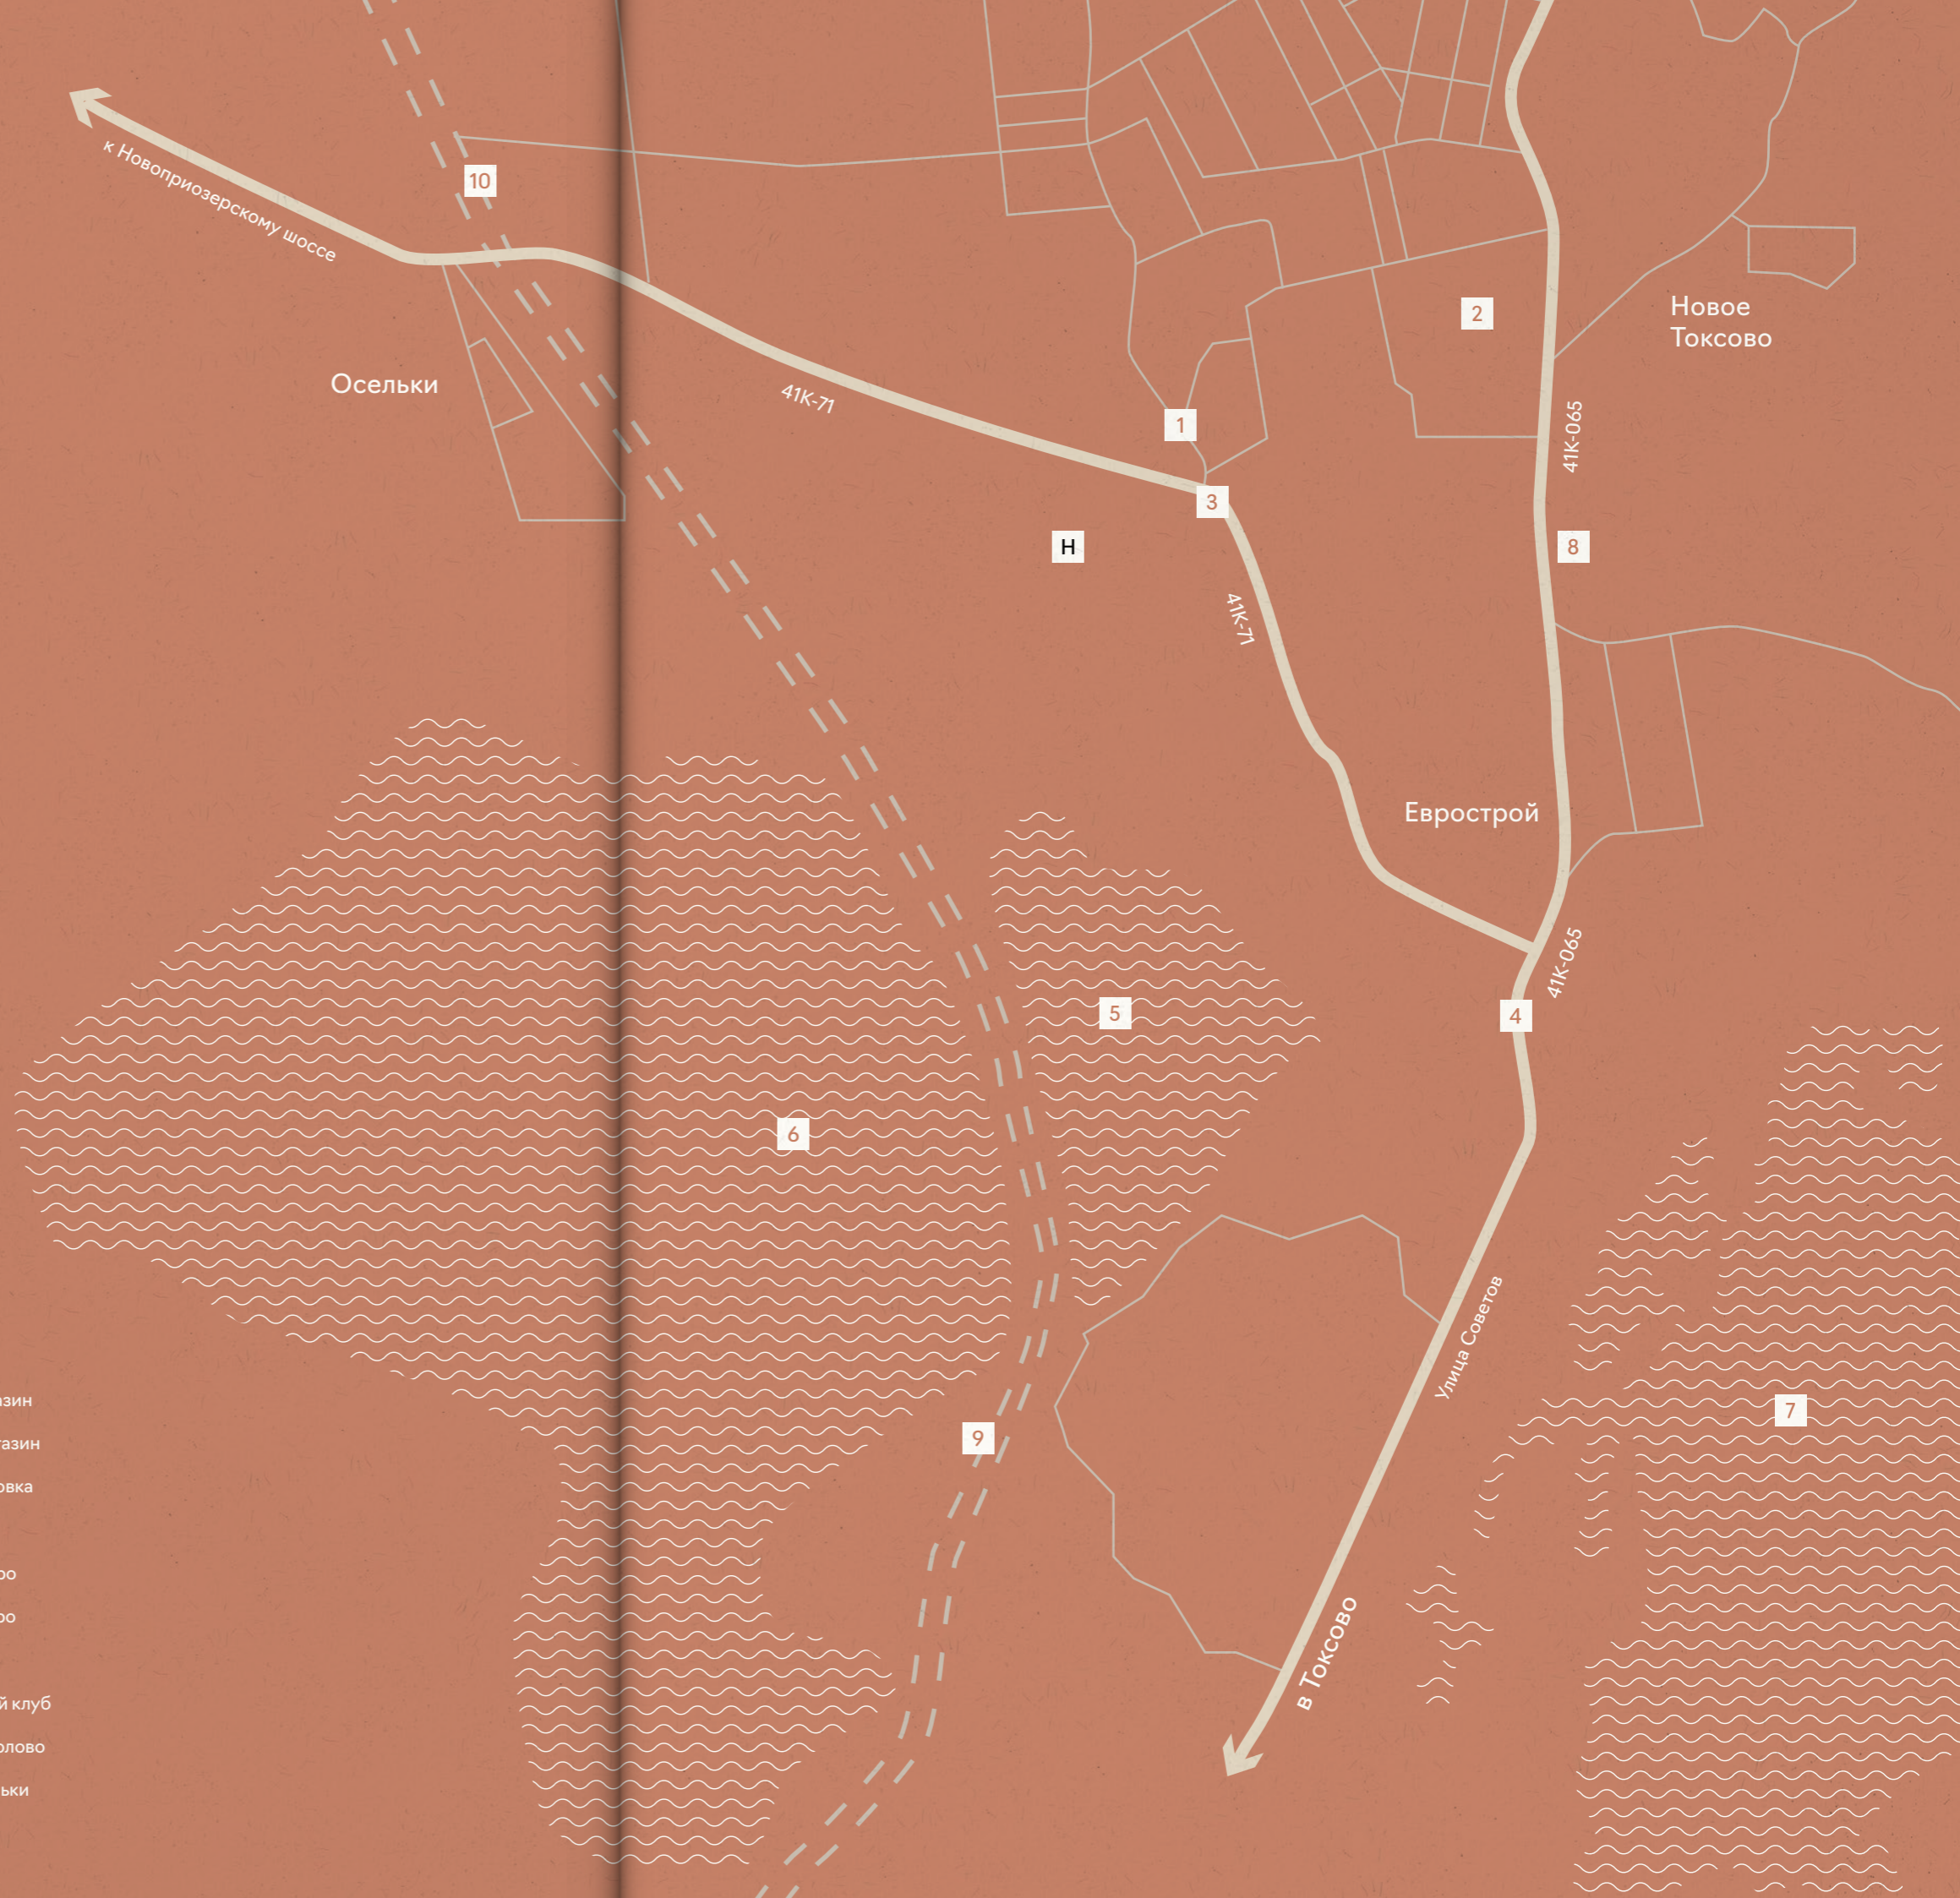 к Новоприозерскому шоссе
10
2
Новое
Токсово
Осельки
41К-71
1
41К-065
3
Н
8
41К-71
Еврострой
41К-065
5
4
6
Улица Советов
7
9
й клуб
в Токсово